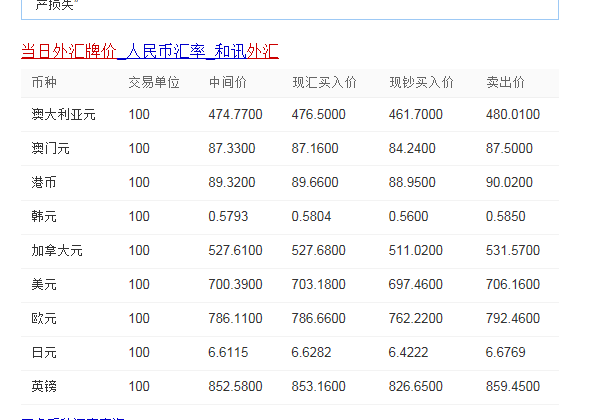 产损失"
当日外汇牌价_人民币汇率_和讯外汇
币种 交易单位 中间价 现汇买入价 现钞买入价 卖出价
澳大利亚元 100 474.7700 476.5000 461.7000 480.0100
澳门元 100 87.3300 87.1600 84.2400 87.5000
港币 100 89.3200 89.6600 88.9500 90.0200
韩元 100 0.5793 0.5804 0.5600 0.5850
加拿大元 100 527.6100 527.6800 511.0200 531.5700
美元 100 700.3900 703.1800 697.4600 706.1600
欧元 100 786.1100 786.6600 762.2200 792.4600
日元 100 6.6115 6.6282 6.4222 6.6769
英镑 100 852.5800 853.1600 826.6500 859.4500